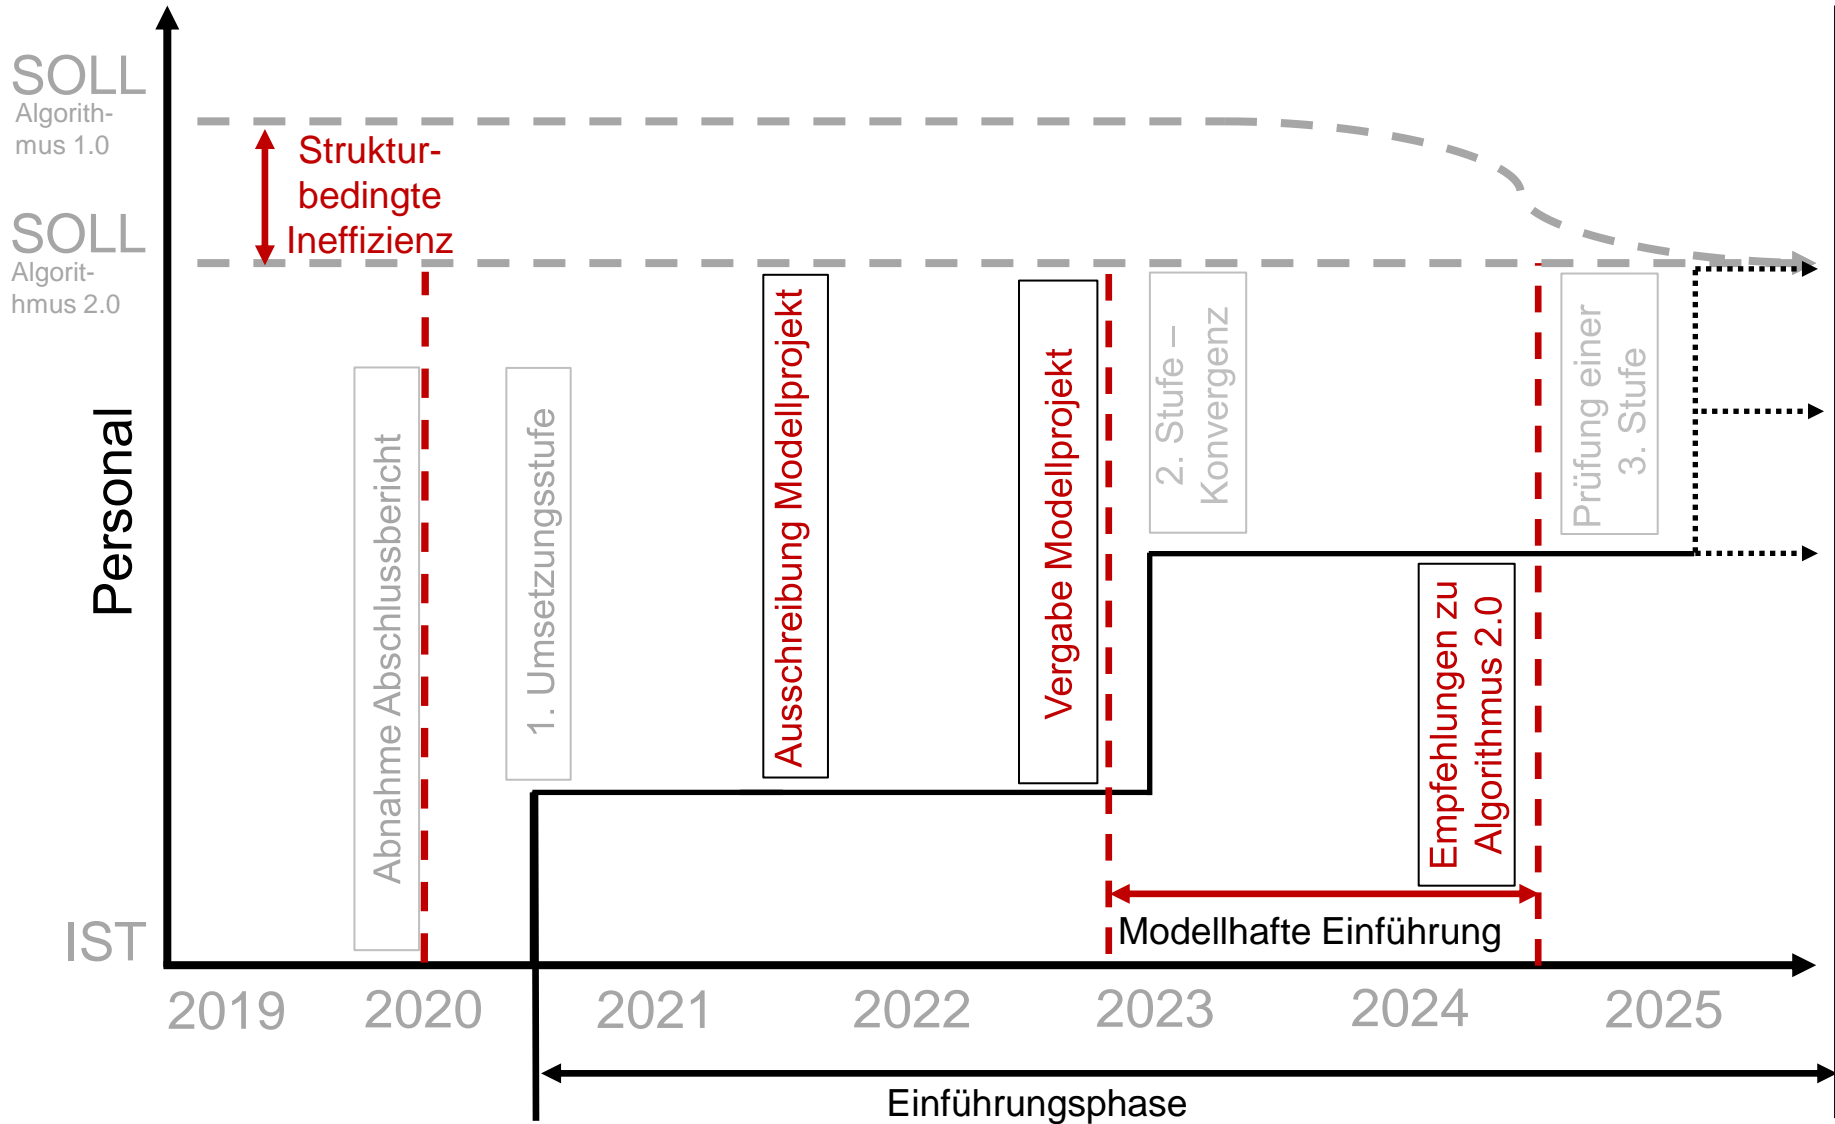 SOLL
Algorith-
mus 1.0
Struktur-
bedingte
Ineffizienz
SOLL
Algorit-
hmus 2.0
Personal
IST
Abnahme Abschlussbericht
1. Umsetzungsstufe
Ausschreibung Modellprojekt
Vergabe Modellprojekt
2. Stufe –
Konvergenz
Empfehlungen zu
Algorithmus 2.0
Prüfung einer
3. Stufe
Modellhafte Einführung
2019 2020 2021 2022 2023 2024 2025
Einführungsphase